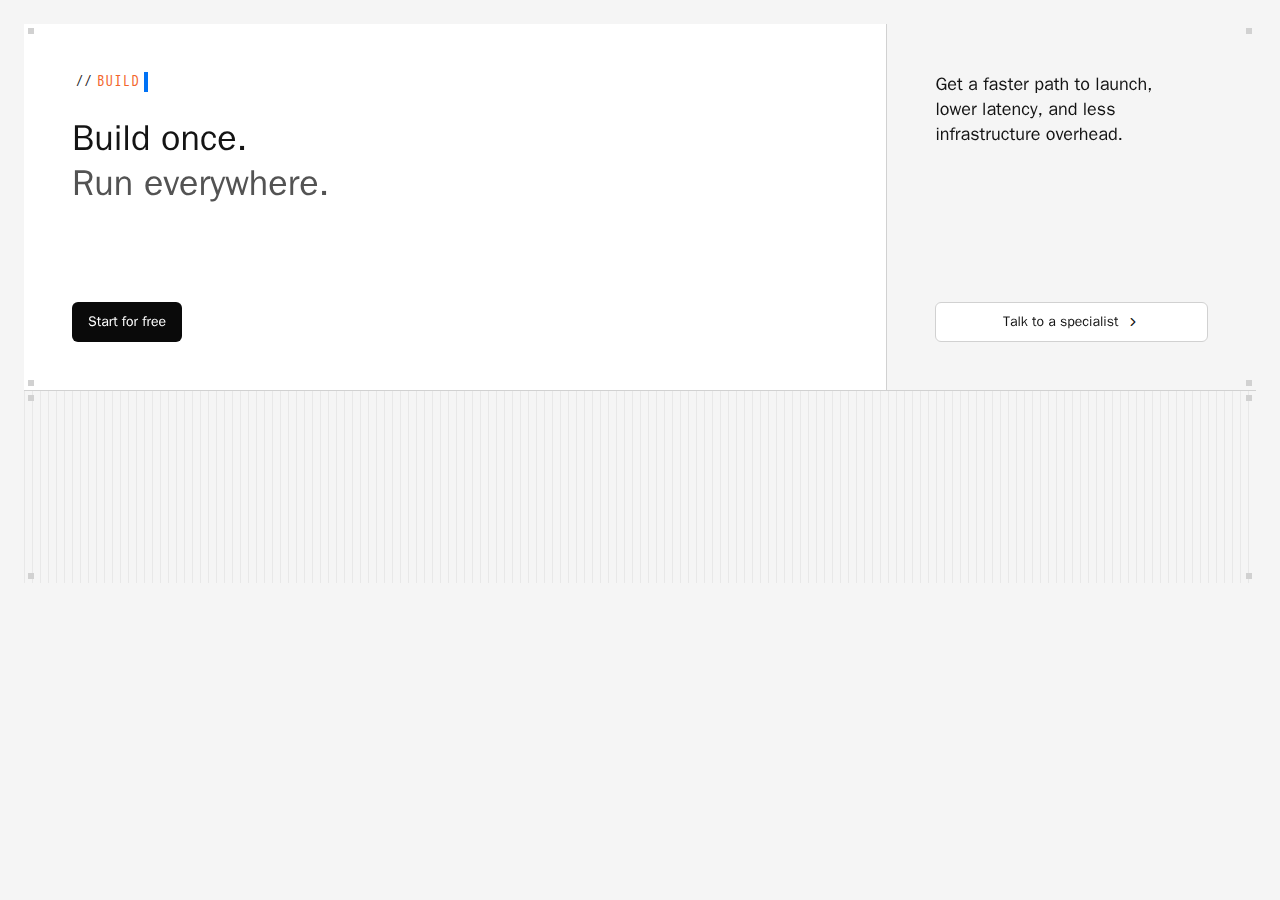 // BUILD
Build once.
Run everywhere.
Start for free
Get a faster path to launch,
lower latency, and less
infrastructure overhead.
Talk to a specialist